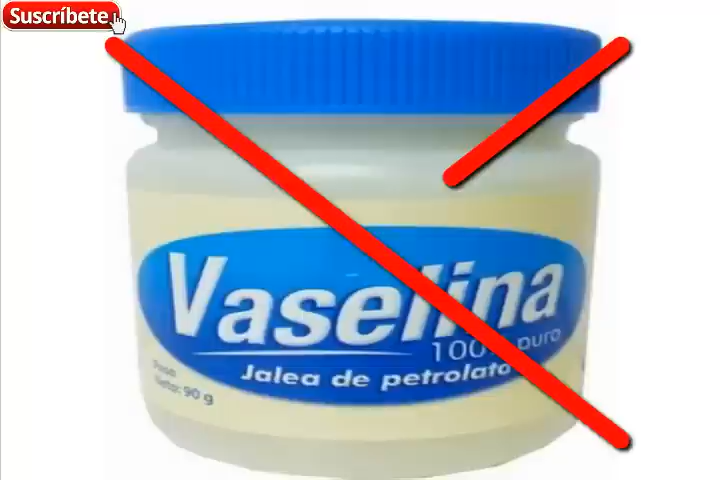 Suscríbete
Vaselina
100% puro
Jalea de petrolato
Peso
Neto: 90 g